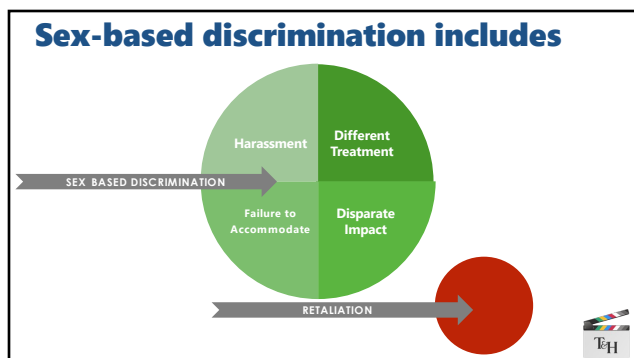 Sex-based discrimination includes
Harassment
Different
Treatment
SEX BASED DISCRIMINATION
Failure to
Accommodate
Disparate
Impact
RETALIATION
T&H